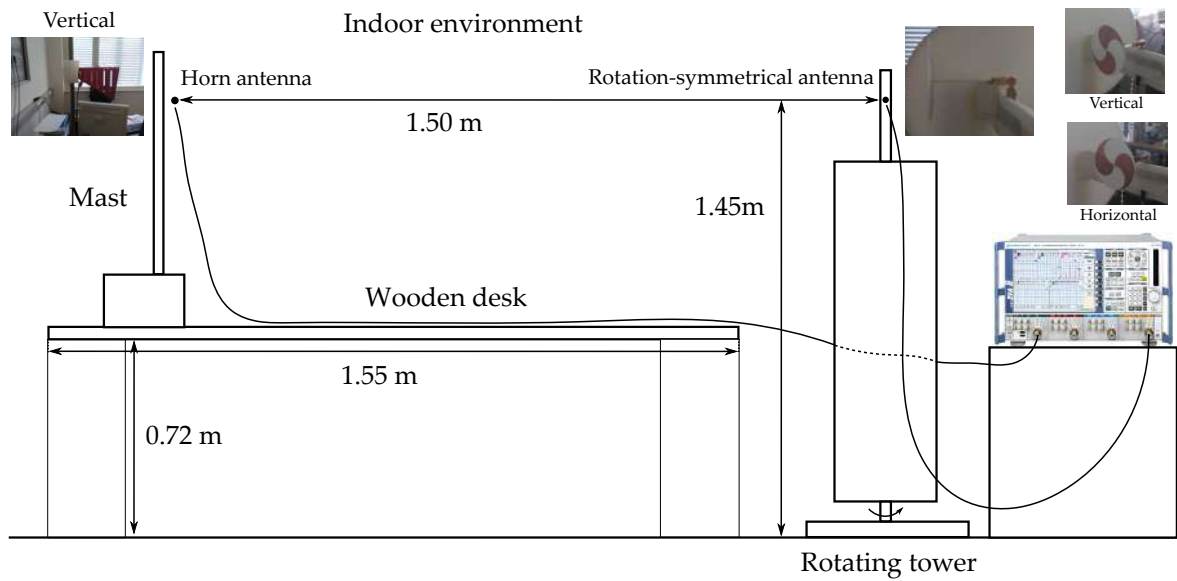 Vertical
Indoor environment
Horn antenna
Rotation-symmetrical antenna
Vertical
1.50 m
Mast
1.45m
Horizontal
Wooden desk
1.55 m
0.72 m
Rotating tower